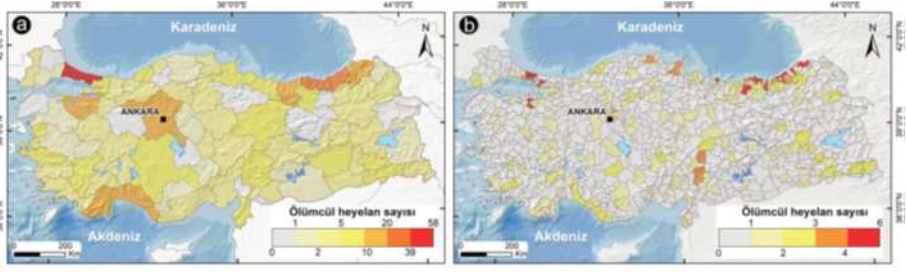 28°0'0"E 36°0'0"E 44°0'0"E
a
Karadeniz
N
ANKARA
Ölümcül heyelan sayısı
1 5 20 58
0 2 10 39
Akdeniz
0 200
Km
28°0'0"E 36°0'0"E 44°0'0"E
b
Karadeniz
N
ANKARA
Ölümcül heyelan sayısı
1 3 6
0 2 4
Akdeniz
0 200
Km